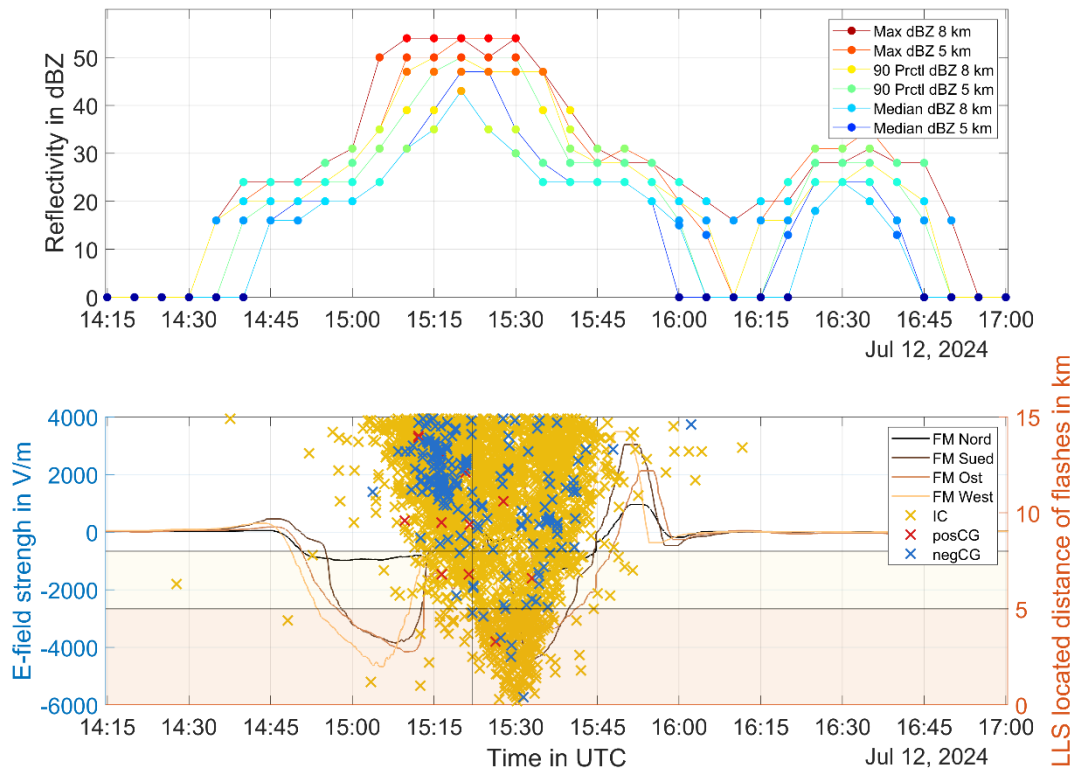 Reflectivity in dBZ
50
40
30
20
10
0
Max dBZ 8 km
Max dBZ 5 km
90 Prctl dBZ 8 km
90 Prctl dBZ 5 km
Median dBZ 8 km
Median dBZ 5 km
14:15 14:30 14:45 15:00 15:15 15:30 15:45 16:00 16:15 16:30 16:45 17:00
Jul 12, 2024
E-field strengh in V/m
4000
2000
0
-2000
-4000
-6000
FM Nord
FM Sued
FM Ost
FM West
IC
posCG
negCG
15
10
5
0
LLS located distance of flashes in km
14:15 14:30 14:45 15:00 15:15 15:30 15:45 16:00 16:15 16:30 16:45 17:00
Time in UTC
Jul 12, 2024